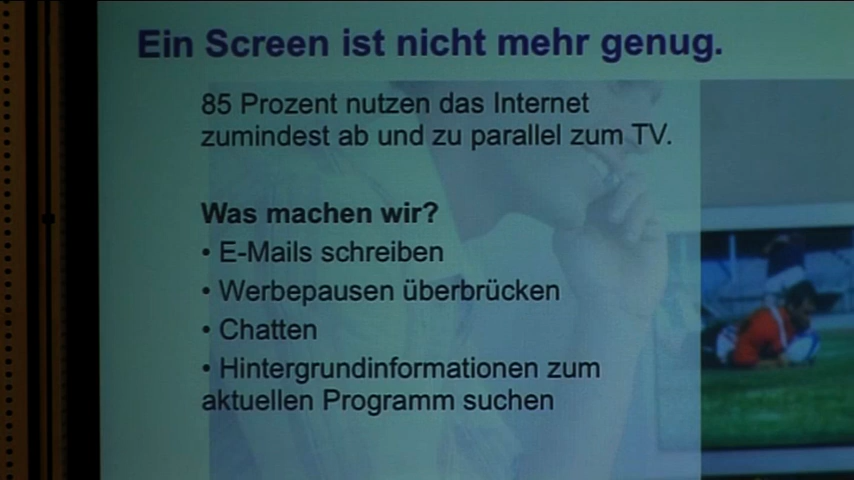 Ein Screen ist nicht mehr genug.
85 Prozent nutzen das Internet
zumindest ab und zu parallel zum TV.
Was machen wir?
• E-Mails schreiben
• Werbepausen überbrücken
• Chatten
• Hintergrundinformationen zum
aktuellen Programm suchen